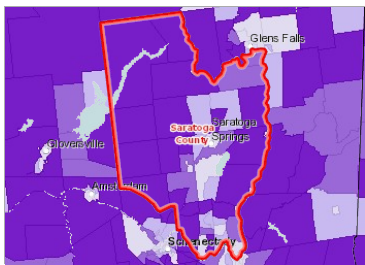 Glens Falls
Saratoga
Springs
Saratoga
County
Gloversville
Amsterdam
Schenectady